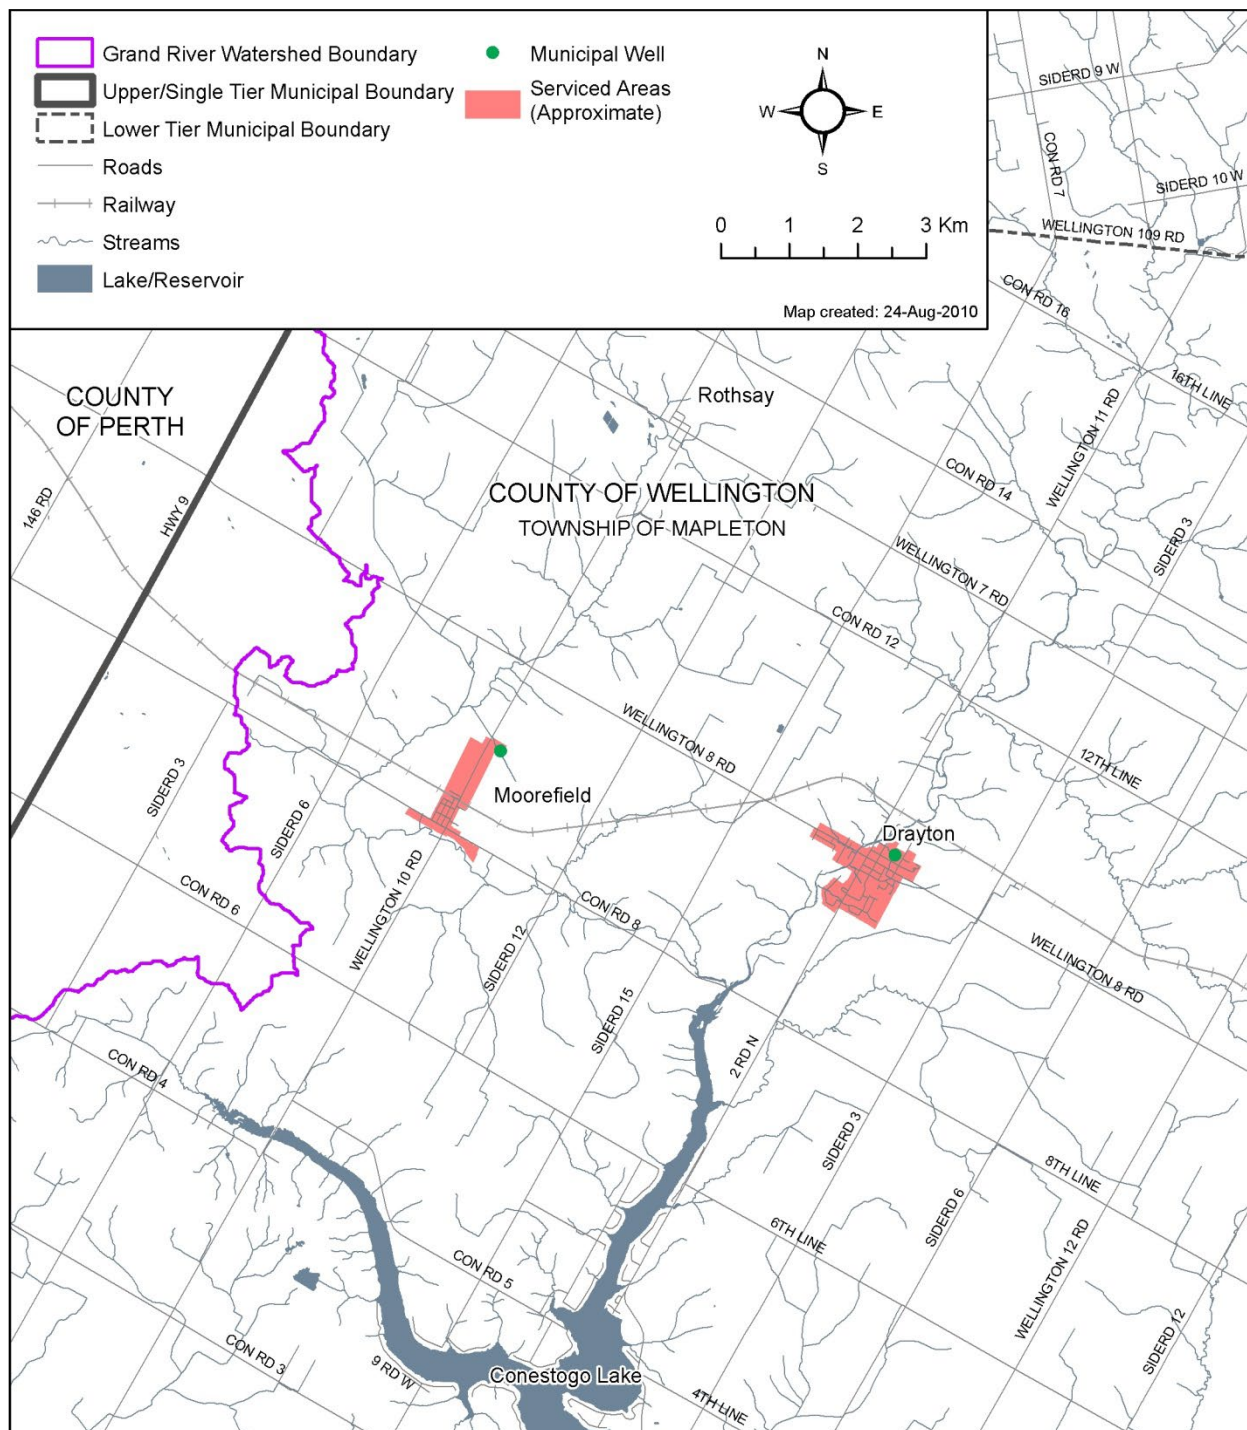 Grand River Watershed Boundary
Upper/Single Tier Municipal Boundary
Lower Tier Municipal Boundary
Roads
Railway
Streams
Lake/Reservoir
Municipal Well
Serviced Areas
(Approximate)
N
W E
S
0 1 2 3 Km
Map created: 24-Aug-2010
SIDERD 9 W
CON RD 7
SIDERD 10 W
WELLINGTON 109 RD
CON RD 16
16TH LINE
COUNTY
OF PERTH
Rothsay
WELLINGTON 11 RD
CON RD 14
COUNTY OF WELLINGTON
TOWNSHIP OF MAPLETON
146 RD
HWY 9
SIDERD 3
WELLINGTON 7 RD
CON RD 12
WELLINGTON 8 RD
12TH LINE
SIDERD 3
SIDERD 6
Moorefield
Drayton
WELLINGTON 10 RD
CON RD 6
CON RD 8
SIDERD 12
WELLINGTON 8 RD
SIDERD 15
2 RD N
CON RD 4
SIDERD 3
8TH LINE
SIDERD 6
6TH LINE
WELLINGTON 12 RD
CON RD 5
SIDERD 12
CON RD 3
9 RD W
Conestogo Lake
4TH LINE